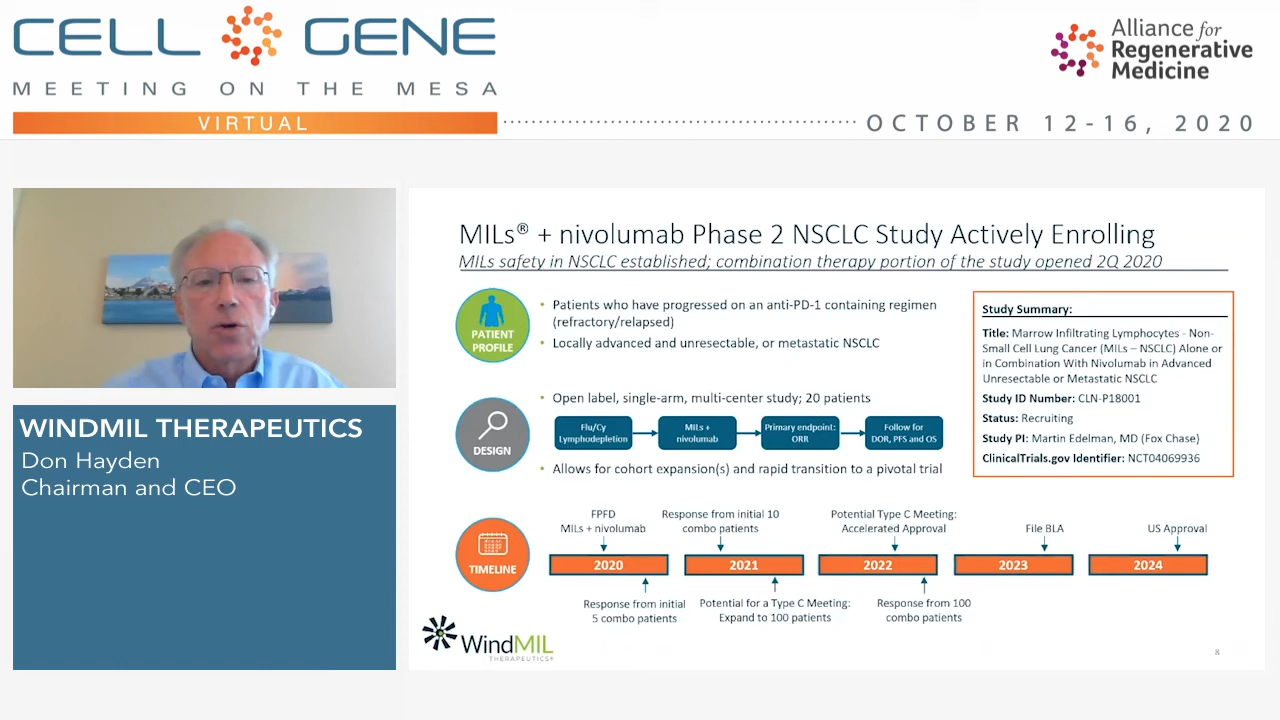 CELL GENE
MEETING ON THE MESA
VIRTUAL
Alliance for
Regenerative
Medicine
OCTOBER 12-16, 2020
WINDMIL THERAPEUTICS
Don Hayden
Chairman and CEO
MILs® + nivolumab Phase 2 NSCLC Study Actively Enrolling
MILs safety in NSCLC established; combination therapy portion of the study opened 2Q 2020
PATIENT
PROFILE
• Patients who have progressed on an anti-PD-1 containing regimen
(refractory/relapsed)
• Locally advanced and unresectable, or metastatic NSCLC
DESIGN
• Open label, single-arm, multi-center study; 20 patients
Flu/Cy
Lymphodepletion
MILs +
nivolumab
Primary endpoint:
ORR
Follow for
DOR, PFS and OS
• Allows for cohort expansion(s) and rapid transition to a pivotal trial
Study Summary:
Title: Marrow Infiltrating Lymphocytes - Non-
Small Cell Lung Cancer (MILs – NSCLC) Alone or
in Combination With Nivolumab in Advanced
Unresectable or Metastatic NSCLC
Study ID Number: CLN-P18001
Status: Recruiting
Study PI: Martin Edelman, MD (Fox Chase)
ClinicalTrials.gov Identifier: NCT04069936
TIMELINE
FPFD
MILs + nivolumab
Response from initial 10
combo patients
Potential Type C Meeting:
Accelerated Approval
File BLA
US Approval
2020
2021
2022
2023
2024
Response from initial
5 combo patients
Potential for a Type C Meeting:
Expand to 100 patients
Response from 100
combo patients
WindMIL
THERAPEUTICS®
8